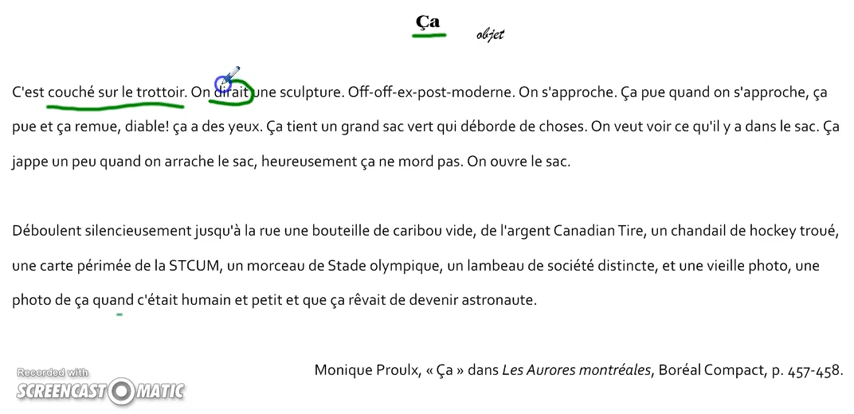 Ça
objet
C'est couché sur le trottoir. On dirait une sculpture. Off-off-ex-post-moderne. On s'approche. Ça pue quand on s'approche, ça
pue et ça remue, diable! ça a des yeux. Ça tient un grand sac vert qui déborde de choses. On veut voir ce qu'il y a dans le sac. Ça
jappe un peu quand on arrache le sac, heureusement ça ne mord pas. On ouvre le sac.
Déboulent silencieusement jusqu'à la rue une bouteille de caribou vide, de l'argent Canadian Tire, un chandail de hockey troué,
une carte périmée de la STCUM, un morceau de Stade olympique, un lambeau de société distincte, et une vieille photo, une
photo de ça quand c'était humain et petit et que ça rêvait de devenir astronaute.
Monique Proulx, « Ça » dans Les Aurores montréales, Boréal Compact, p. 457-458.
Recorded with
SCREENCAST O MATIC